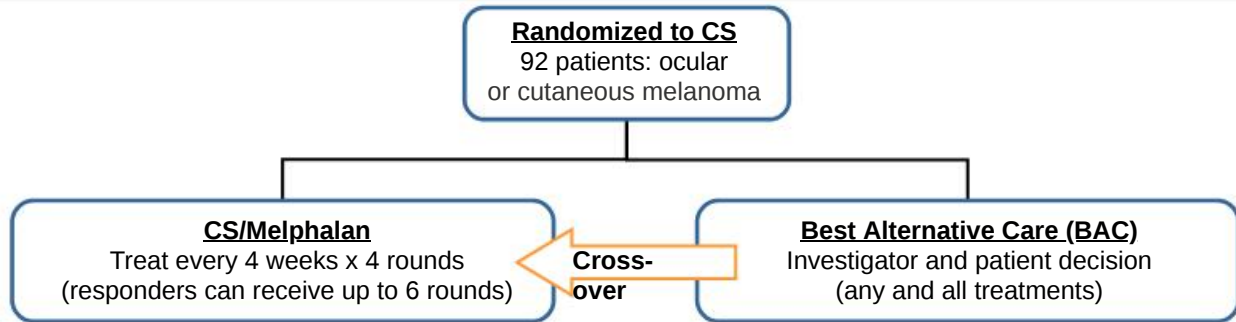 Randomized to CS
92 patients: ocular
or cutaneous melanoma
CS/Melphalan
Treat every 4 weeks x 4 rounds
(responders can receive up to 6 rounds)
Cross-
over
Best Alternative Care (BAC)
Investigator and patient decision
(any and all treatments)